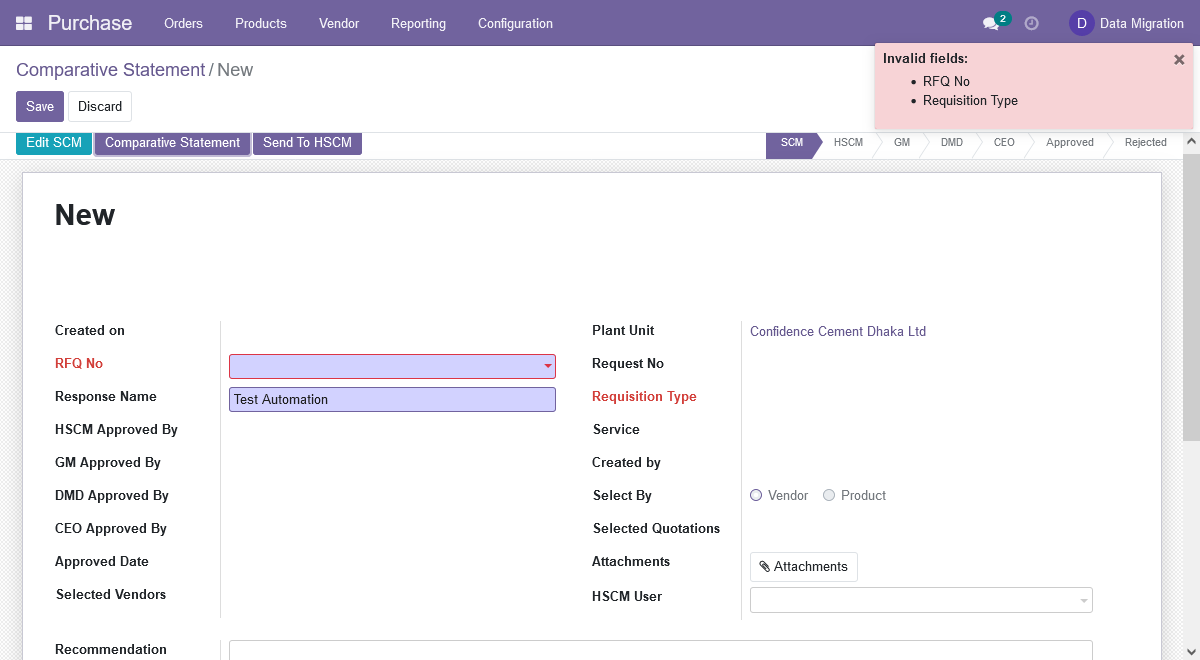 Purchase Orders Products Vendor Reporting Configuration 2 D Data Migration
Comparative Statement / New
Invalid fields:
RFQ No
Requisition Type
Save Discard
Edit SCM Comparative Statement Send To HSCM SCM HSCM GM DMD CEO Approved Rejected
New
Created on
RFQ No
Response Name Test Automation
HSCM Approved By
GM Approved By
DMD Approved By
CEO Approved By
Approved Date
Selected Vendors
Plant Unit Confidence Cement Dhaka Ltd
Request No
Requisition Type
Service
Created by
Select By Vendor Product
Selected Quotations
Attachments Attachments
HSCM User
Recommendation